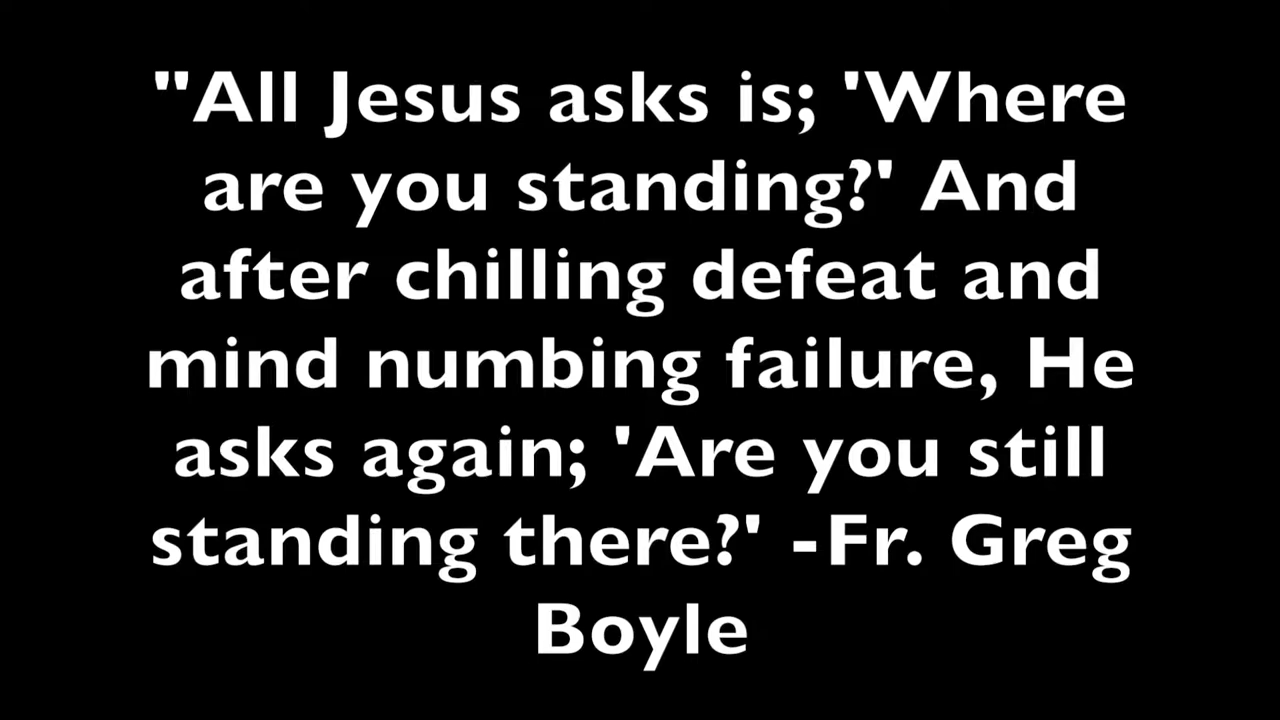 "All Jesus asks is; 'Where
are you standing?' And
after chilling defeat and
mind numbing failure, He
asks again; 'Are you still
standing there?' -Fr. Greg
Boyle